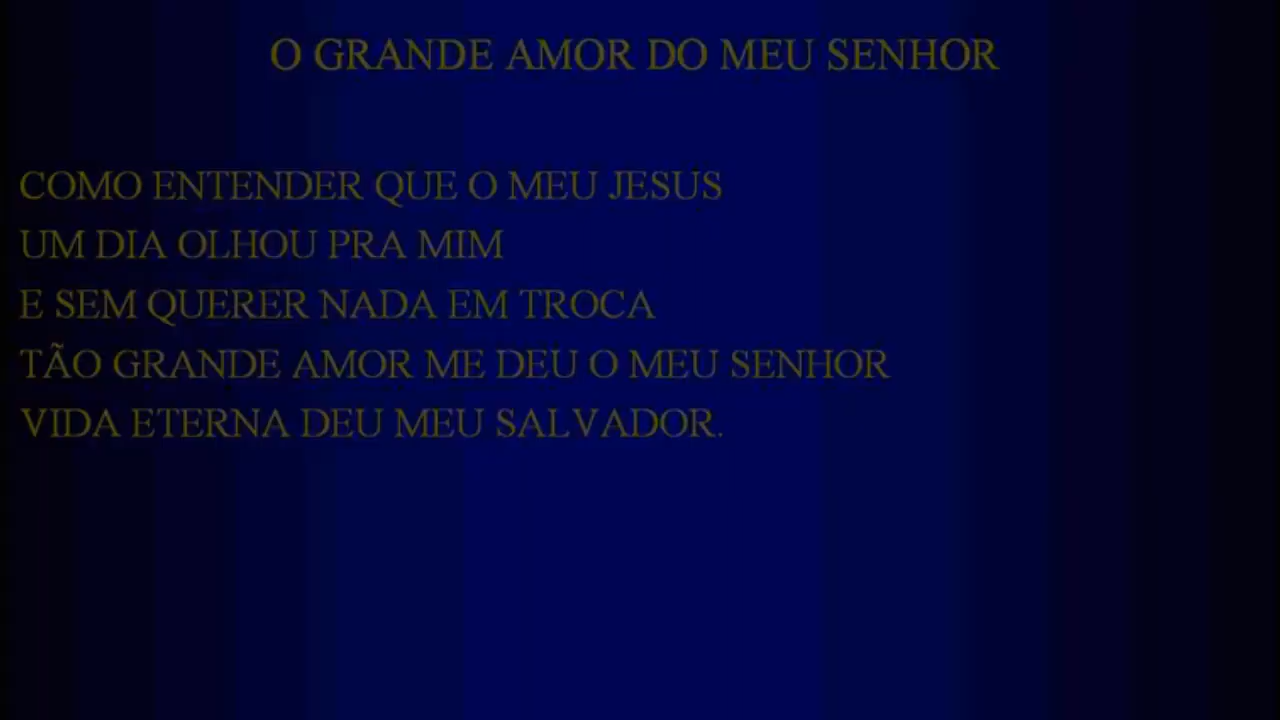 O GRANDE AMOR DO MEU SENHOR
COMO ENTENDER QUE O MEU JESUS
UM DIA OLHOU PRA MIM
E SEM QUERER NADA EM TROCA
TÃO GRANDE AMOR ME DEU O MEU SENHOR
VIDA ETERNA DEU MEU SALVADOR.